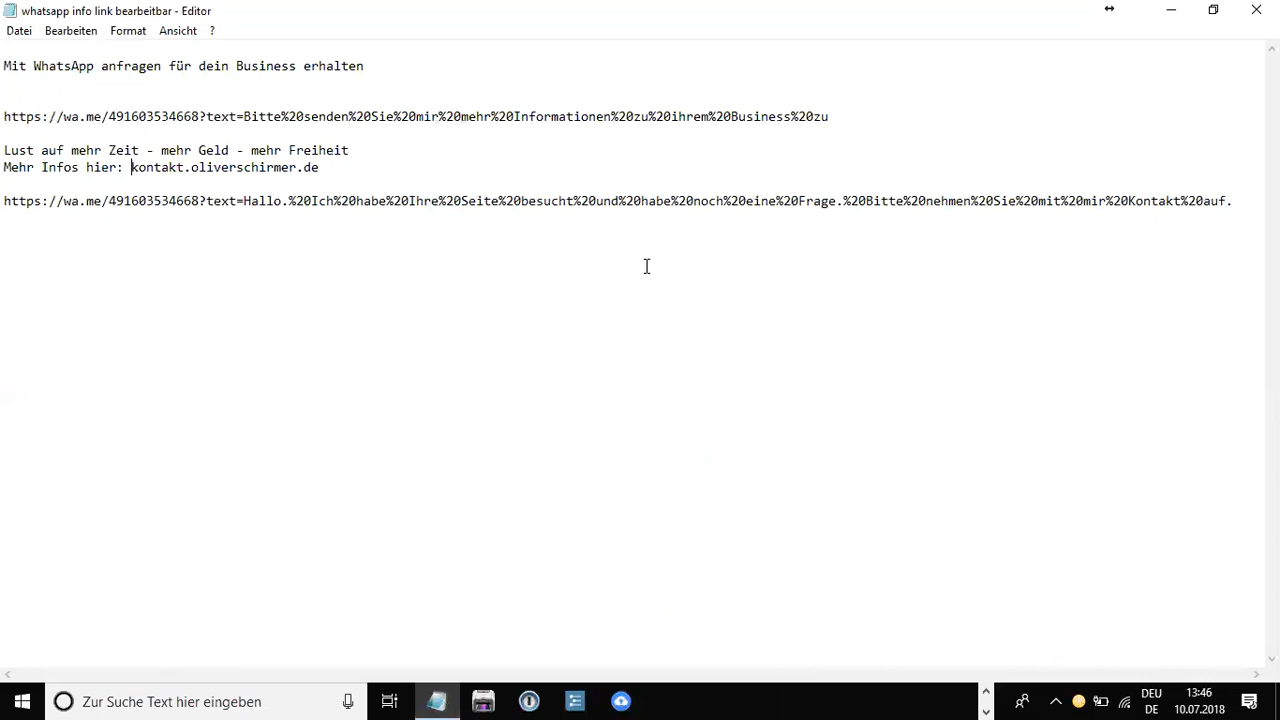 whatsapp info link bearbeitbar - Editor
Datei Bearbeiten Format Ansicht ?
Mit WhatsApp anfragen für dein Business erhalten
https://wa.me/491603534668?text=Bitte%20senden%20Sie%20mir%20mehr%20Informationen%20zu%20ihrem%20Business%20zu
Lust auf mehr Zeit - mehr Geld - mehr Freiheit
Mehr Infos hier: kontakt.oliverschirmer.de
https://wa.me/491603534668?text=Hallo.%20Ich%20habe%20Ihre%20Seite%20besucht%20und%20habe%20noch%20eine%20Frage.%20Bitte%20nehmen%20Sie%20mit%20mir%20Kontakt%20auf.
Zur Suche Text hier eingeben
DEU
DE
13:46
10.07.2018